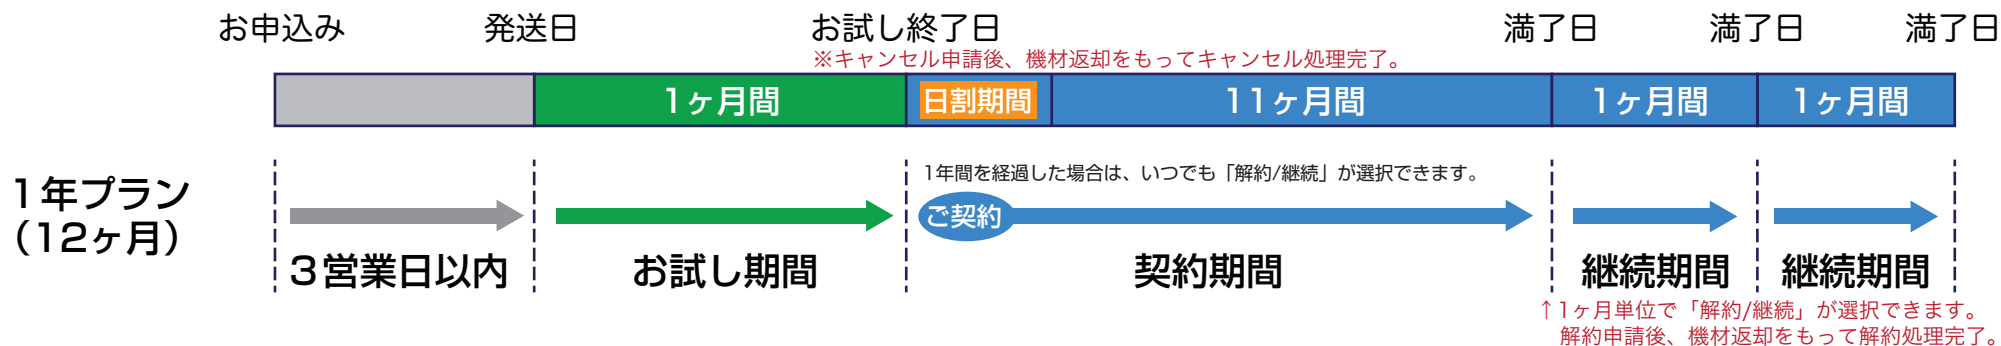 お申込み 発送日 お試し終了日 満了日 満了日 満了日
※キャンセル申請後、機材返却をもってキャンセル処理完了。
1ヶ月間 日割期間 11ヶ月間 1ヶ月間 1ヶ月間
1年プラン
（12ヶ月）
1年間を経過した場合は、いつでも「解約/継続」が選択できます。
ご契約
3営業日以内 お試し期間 契約期間 継続期間 継続期間
↑1ヶ月単位で「解約/継続」が選択できます。
解約申請後、機材返却をもって解約処理完了。